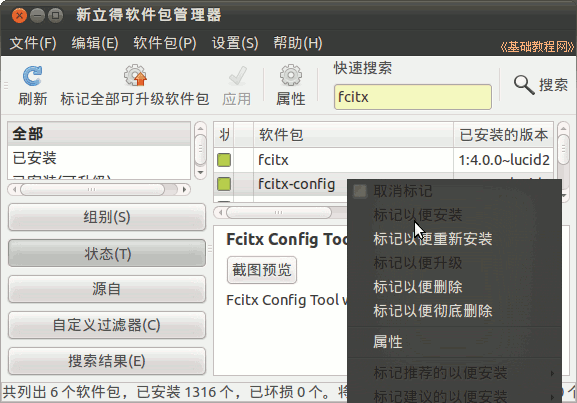 新立得软件包管理器
文件(F) 编辑(E) 软件包(P) 设置(S) 帮助(H)
《基础教程网》
快速搜索
刷新 标记全部可升级软件包 应用 属性 fcitx 搜索
全部
已安装
已安装(可升级)
组别(S)
状态(T)
源自
自定义过滤器(C)
搜索结果(E)
状 软件包 已安装的版本
fcitx 1:4.0.0~lucid2
fcitx-config
Fcitx Config Too
截图预览
Fcitx Config Tool w
取消标记
标记以便安装
标记以便重新安装
标记以便升级
标记以便删除
标记以便彻底删除
属性
标记推荐的以便安装
标记建议的以便安装
共列出 6 个软件包，已安装 1316 个，已坏损 0 个。将 0 个